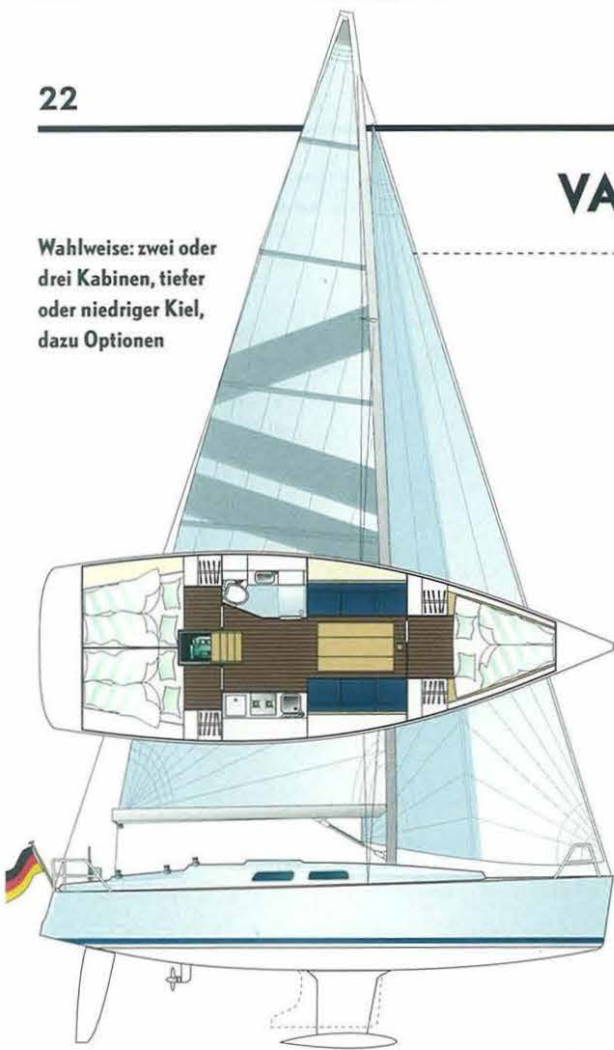 22
VA
Wahlweise: zwei oder
drei Kabinen, tiefer
oder niedriger Kiel,
dazu Optionen